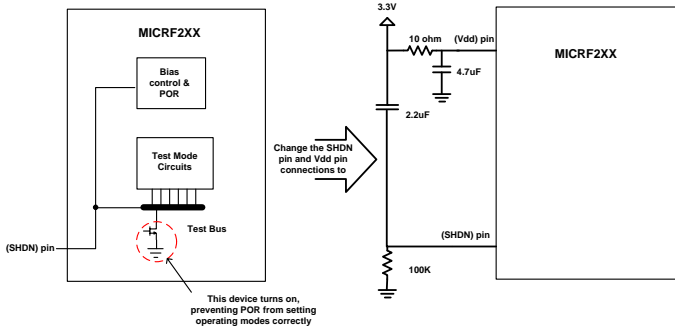 MICRF2XX
Bias
control &
POR
Test Mode
Circuits
Test Bus
(SHDN) pin
This device turns on,
preventing POR from setting
operating modes correctly
Change the SHDN
pin and Vdd pin
connections to
3.3V
10 ohm
(Vdd) pin
4.7uF
2.2uF
(SHDN) pin
100K
MICRF2XX